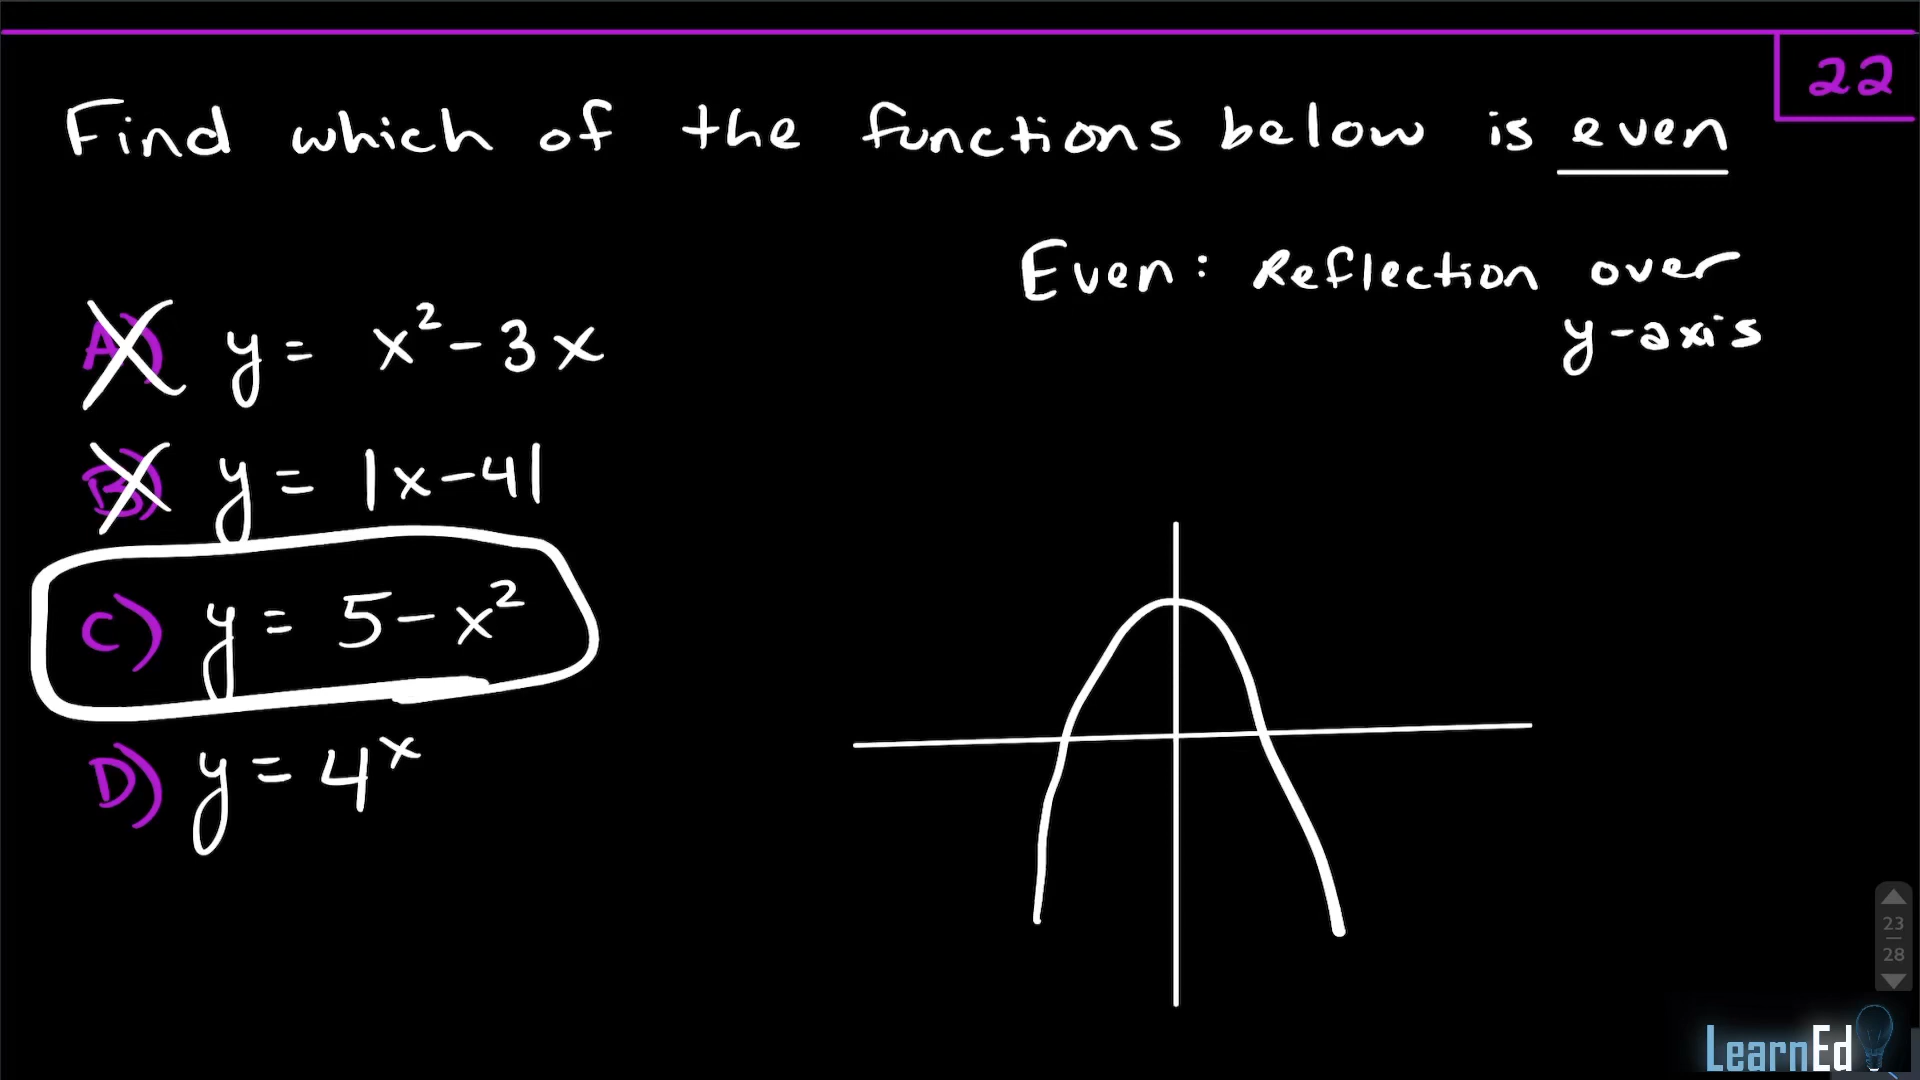 22
Find which of the functions below is even
Even: Reflection over
y-axis
A) y = x² - 3x
B) y = |x-4|
C) y = 5 - x²
D) y = 4ˣ
23
28
LearnEd